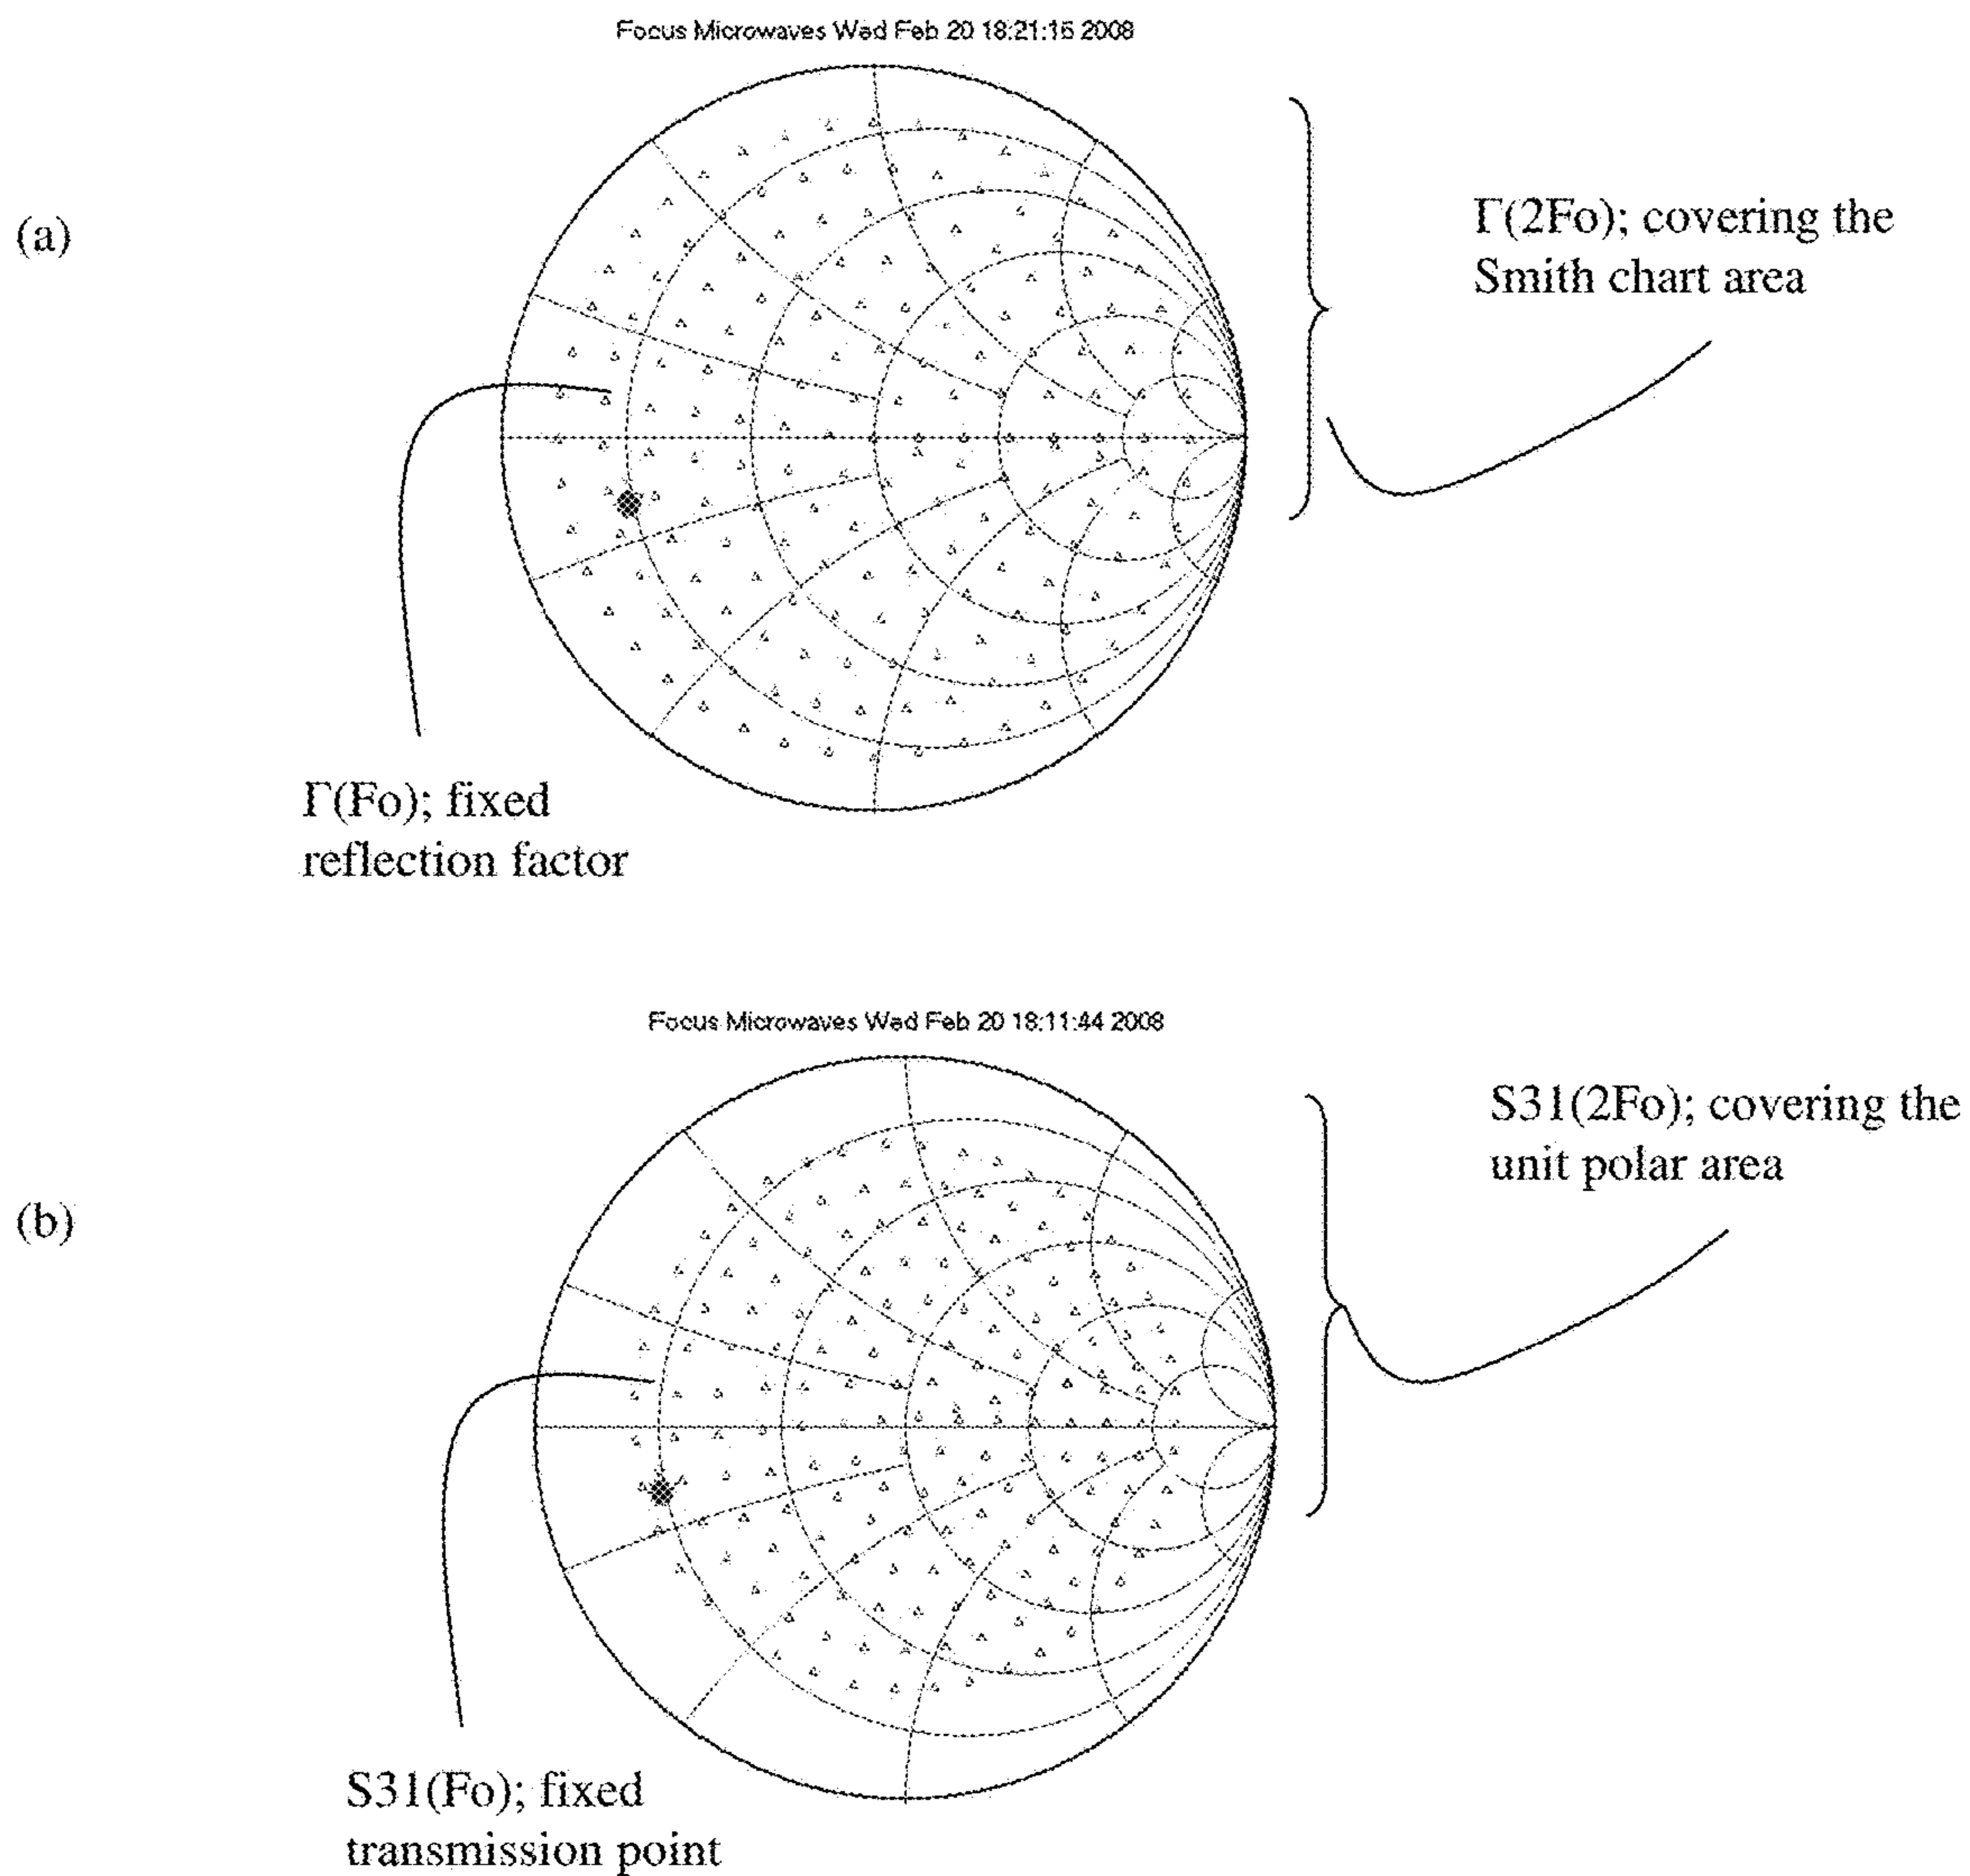 Focus Microwaves Wed Feb 20 18:21:16 2008
(a)
Γ(2Fo); covering the
Smith chart area
Γ(Fo); fixed
reflection factor
Focus Microwaves Wed Feb 20 18:11:44 2008
(b)
S31(2Fo); covering the
unit polar area
S31(Fo); fixed
transmission point